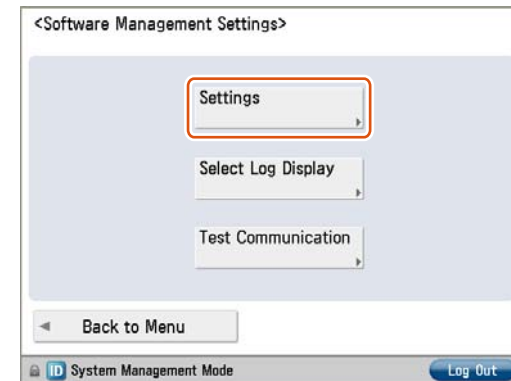 <Software Management Settings>
Settings
Select Log Display
Test Communication
Back to Menu
ID System Management Mode
Log Out